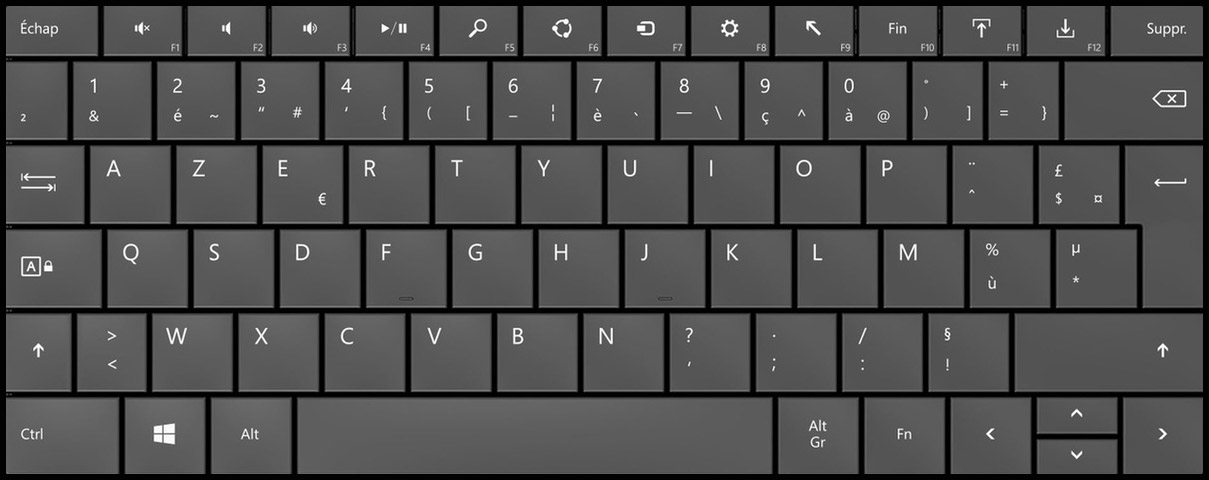 Échap F1 F2 F3 F4 F5 F6 F7 F8 F9 Fin F10 F11 F12 Suppr.
1 2 3 4 5 6 7 8 9 0 ° +
² & é ~ " # ' { ( [ _ ¦ è ` — \ ç ^ à @ ) ] = }
A Z E R T Y U I O P ¨ £
€ ^ $ ¤
A Q S D F G H J K L M % µ
ù *
> W X C V B N ? . / §
< , ; : !
Ctrl Alt Alt Gr Fn < ^ >